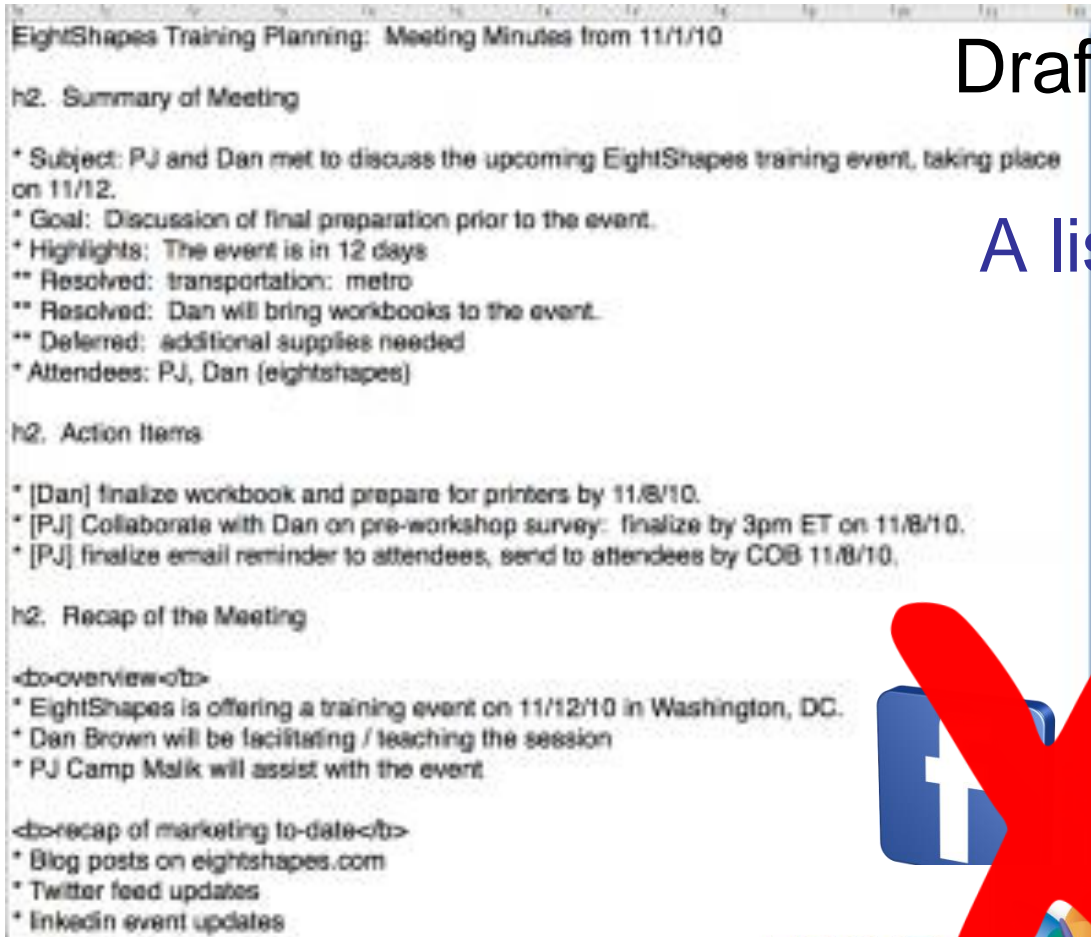 EightShapes Training Planning: Meeting Minutes from 11/1/10
Draf
h2. Summary of Meeting
* Subject: PJ and Dan met to discuss the upcoming EightShapes training event, taking place
on 11/12.
A lis
* Goal: Discussion of final preparation prior to the event.
* Highlights: The event is in 12 days
** Resolved: transportation: metro
** Resolved: Dan will bring workbooks to the event.
** Deferred: additional supplies needed
* Attendees: PJ, Dan (eightshapes)
h2. Action Items
* [Dan] finalize workbook and prepare for printers by 11/8/10.
* [PJ] Collaborate with Dan on pre-workshop survey: finalize by 3pm ET on 11/8/10.
* [PJ] finalize email reminder to attendees, send to attendees by COB 11/8/10.
h2. Recap of the Meeting
<b>overview</b>
* EightShapes is offering a training event on 11/12/10 in Washington, DC.
* Dan Brown will be facilitating / teaching the session
* PJ Camp Malik will assist with the event
<b>recap of marketing to-date</b>
* Blog posts on eightshapes.com
* Twitter feed updates
* linkedin event updates